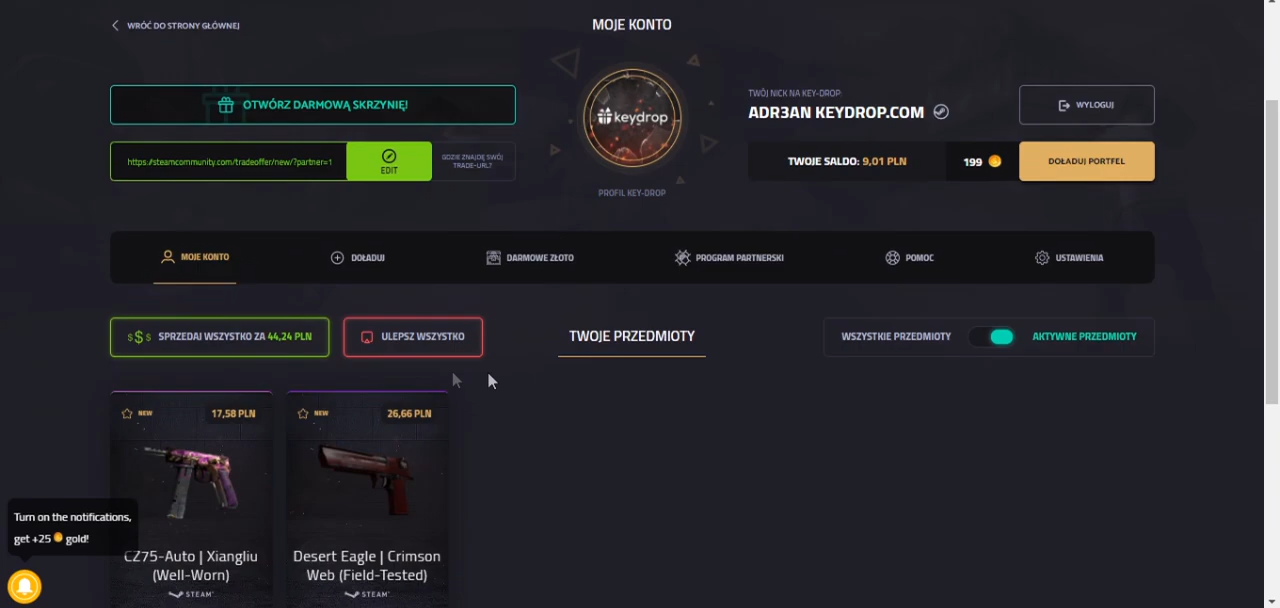 WRÓĆ DO STRONY GŁÓWNEJ
MOJE KONTO
OTWÓRZ DARMOWĄ SKRZYNIĘ!
https://steamcommunity.com/tradeoffer/new/?partner=1
EDIT
GDZIE ZNAJDĘ SWÓJ
TRADE-URL?
keydrop
PROFIL KEY-DROP
TWÓJ NICK NA KEY-DROP:
ADR3AN KEYDROP.COM
WYLOGUJ
TWOJE SALDO: 9,01 PLN
199
DOŁADUJ PORTFEL
MOJE KONTO
DOŁADUJ
DARMOWE ZŁOTO
PROGRAM PARTNERSKI
POMOC
USTAWIENIA
$$$ SPRZEDAJ WSZYSTKO ZA 44,24 PLN
ULEPSZ WSZYSTKO
TWOJE PRZEDMIOTY
WSZYSTKIE PRZEDMIOTY
AKTYWNE PRZEDMIOTY
NEW
17,58 PLN
NEW
26,66 PLN
CZ75-Auto | Xiangliu
(Well-Worn)
STEAM
Desert Eagle | Crimson
Web (Field-Tested)
STEAM
Turn on the notifications,
get +25 gold!